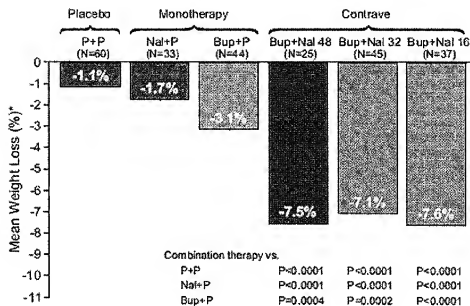 Placebo Monotherapy Contrave
P+P Nal+P Bup+P Bup+Nal 48 Bup+Nal 32 Bup+Nal 16
(N=60) (N=33) (N=44) (N=25) (N=45) (N=37)
Mean Weight Loss (%)*
0
-1
-2
-3
-4
-5
-6
-7
-8
-9
-10
-11
-1.1%
-1.7%
-3.1%
-7.5%
-7.1%
-7.6%
Combination therapy vs.
P+P P<0.0001 P<0.0001 P<0.0001
Nal+P P<0.0001 P<0.0001 P<0.0001
Bup+P P=0.0004 P=0.0002 P<0.0001